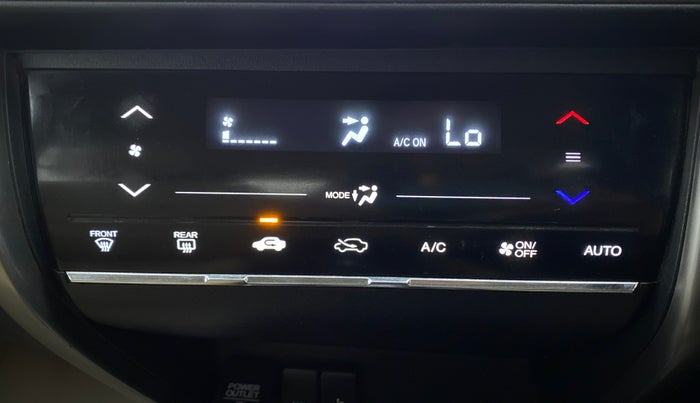 A/C ON
Lo
MODE
FRONT
REAR
A/C
ON/
OFF
AUTO
POWER
OUTLET